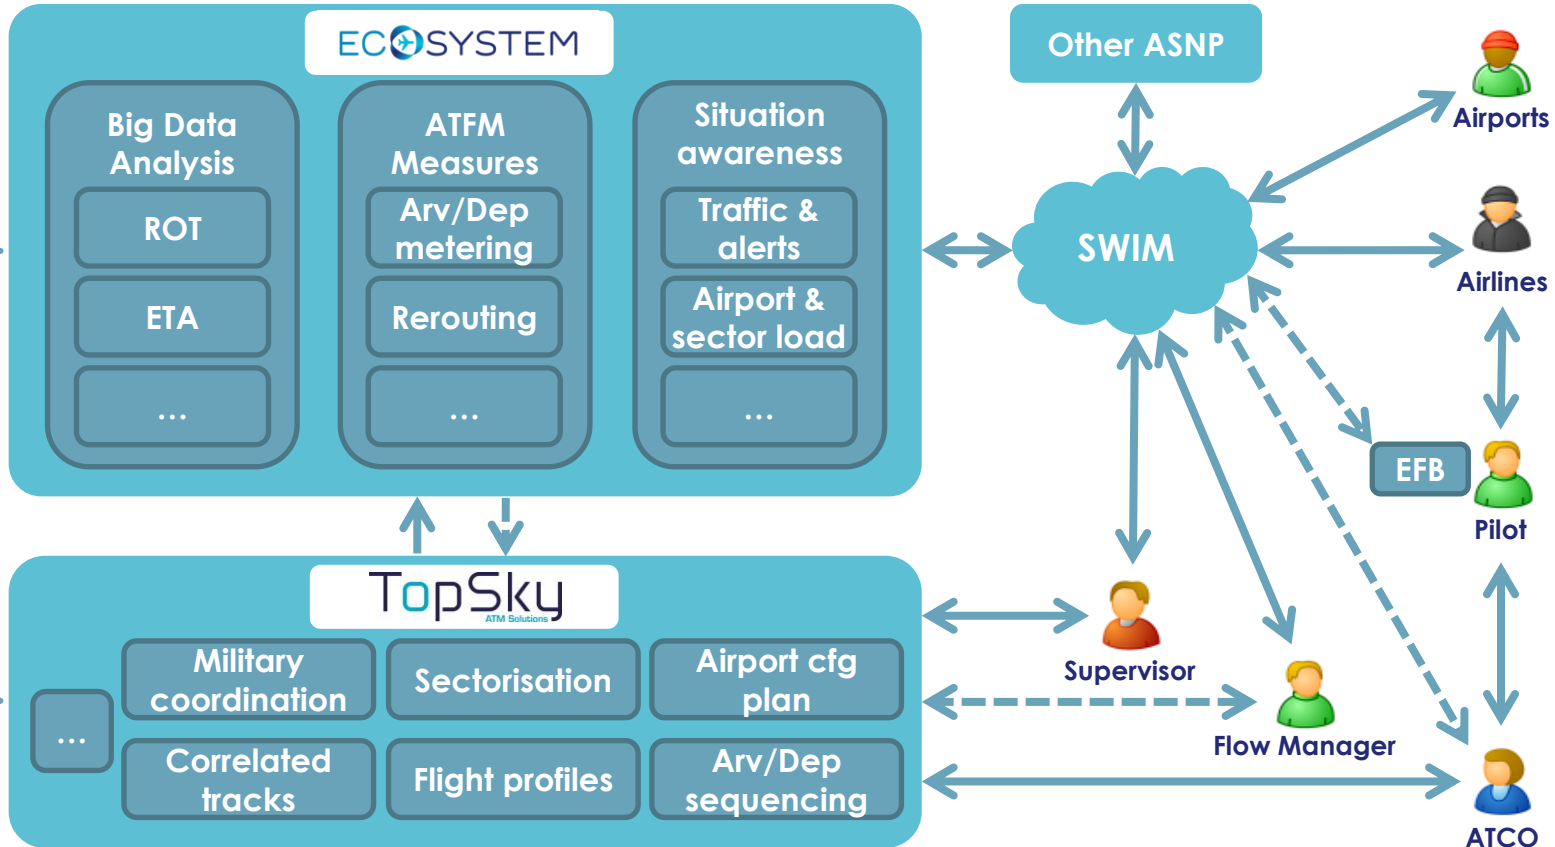 ECOSYSTEM
Big Data
Analysis
ROT
ETA
...
ATFM
Measures
Arv/Dep
metering
Rerouting
...
Situation
awareness
Traffic &
alerts
Airport &
sector load
...
Other ASNP
SWIM
Airports
Airlines
EFB
Pilot
TopSky
ATM Solutions
...
Military
coordination
Sectorisation
Airport cfg
plan
Correlated
tracks
Flight profiles
Arv/Dep
sequencing
Supervisor
Flow Manager
ATCO